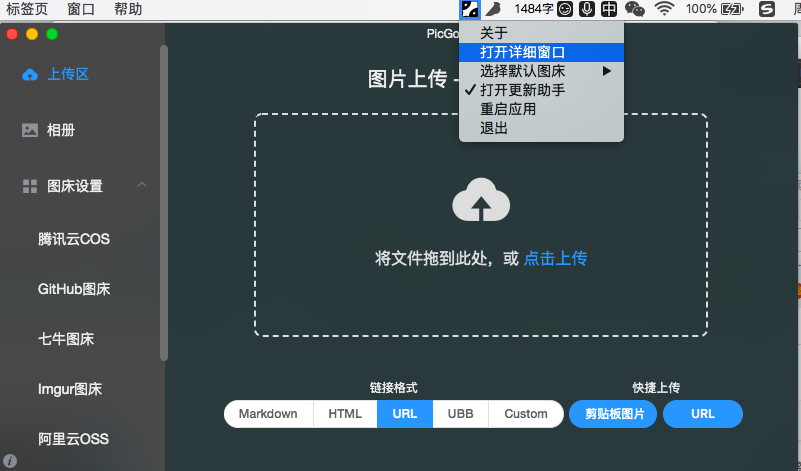 标签页 窗口 帮助 1484字 中 100% S
PicGo
关于
打开详细窗口
选择默认图床
打开更新助手
重启应用
退出
上传区
相册
图床设置
腾讯云COS
GitHub图床
七牛图床
Imgur图床
阿里云OSS
图片上传 -
将文件拖到此处，或 点击上传
链接格式 快捷上传
Markdown HTML URL UBB Custom 剪贴板图片 URL